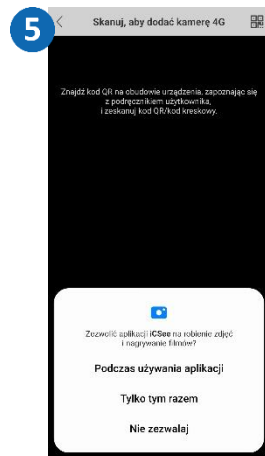 5
Skanuj, aby dodać kamerę 4G
Znajdź kod QR na obudowie urządzenia, zapoznając się
z podręcznikiem użytkownika,
i zeskanuj kod QR/kod kreskowy.
Zezwolić aplikacji iCSee na robienie zdjęć
i nagrywanie filmów?
Podczas używania aplikacji
Tylko tym razem
Nie zezwalaj